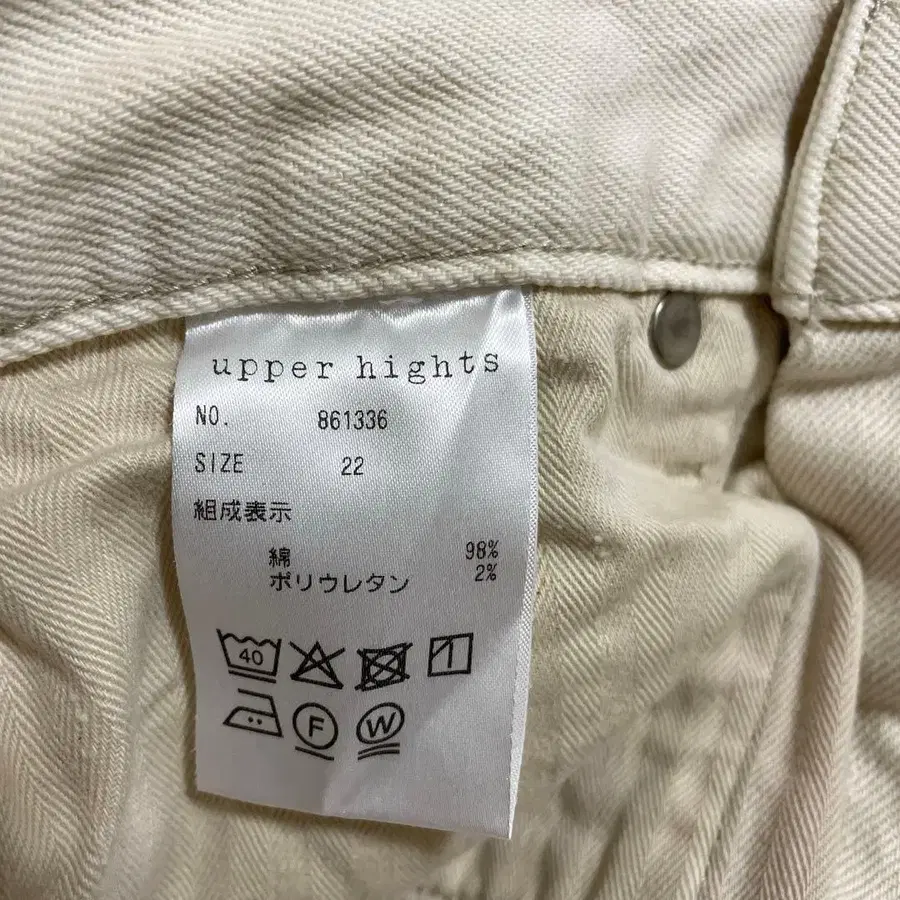 upper hights
NO. 861336
SIZE 22
組成表示
綿 98%
ポリウレタン 2%
40
F W